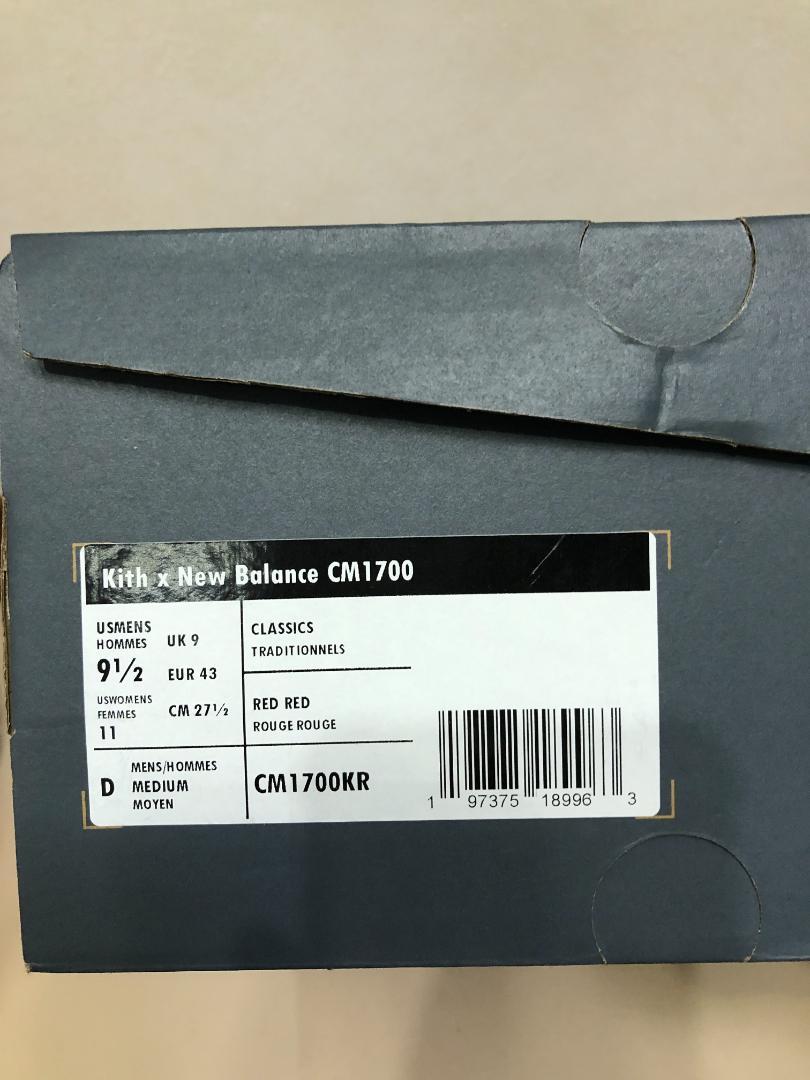 Kith x New Balance CM1700
USMENS
HOMMES
UK 9
9½
EUR 43
USWOMENS
FEMMES
CM 27½
11
CLASSICS
TRADITIONNELS
RED RED
ROUGE ROUGE
D
MENS/HOMMES
MEDIUM
MOYEN
CM1700KR
1 97375 18996 3